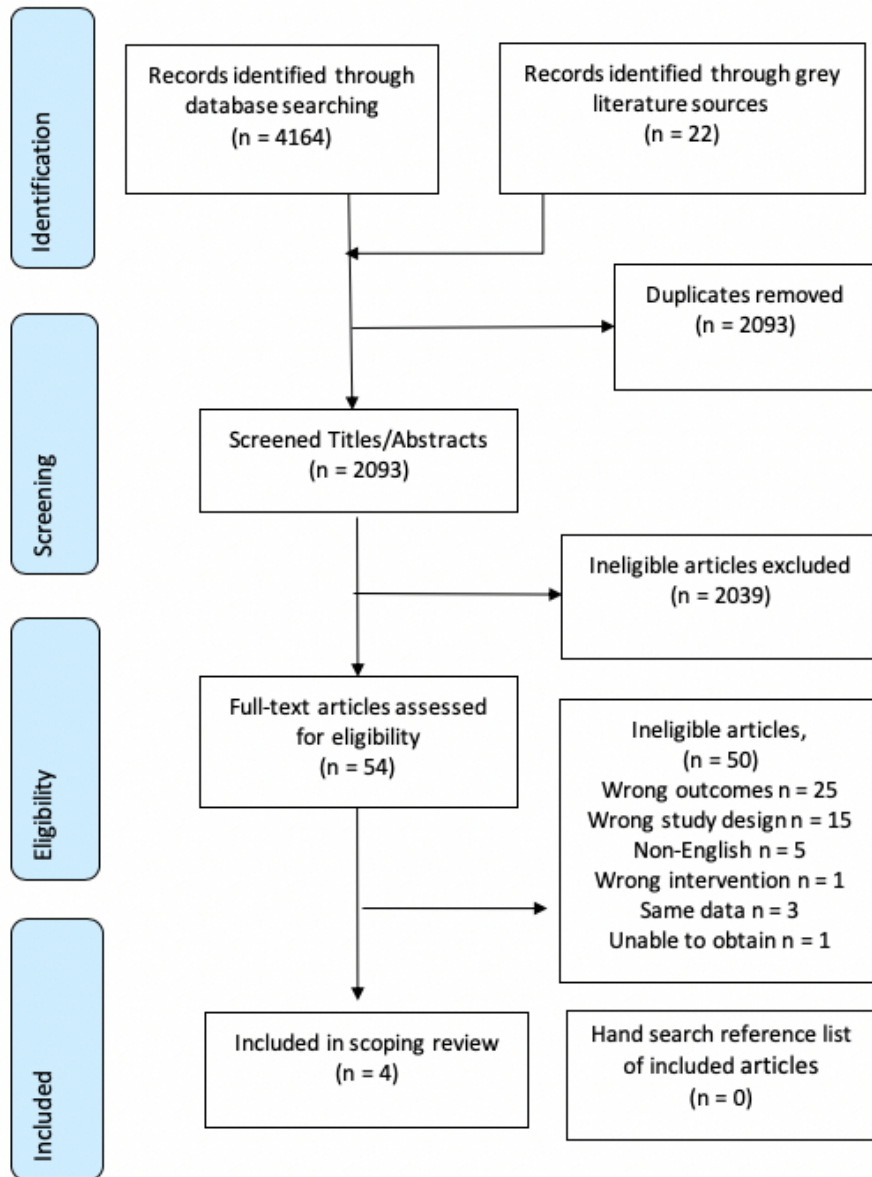 Identification
Records identified through
database searching
(n = 4164)
Records identified through grey
literature sources
(n = 22)
Duplicates removed
(n = 2093)
Screening
Screened Titles/Abstracts
(n = 2093)
Ineligible articles excluded
(n = 2039)
Eligibility
Full-text articles assessed
for eligibility
(n = 54)
Ineligible articles,
(n = 50)
Wrong outcomes n = 25
Wrong study design n = 15
Non-English n = 5
Wrong intervention n = 1
Same data n = 3
Unable to obtain n = 1
Included
Included in scoping review
(n = 4)
Hand search reference list
of included articles
(n = 0)